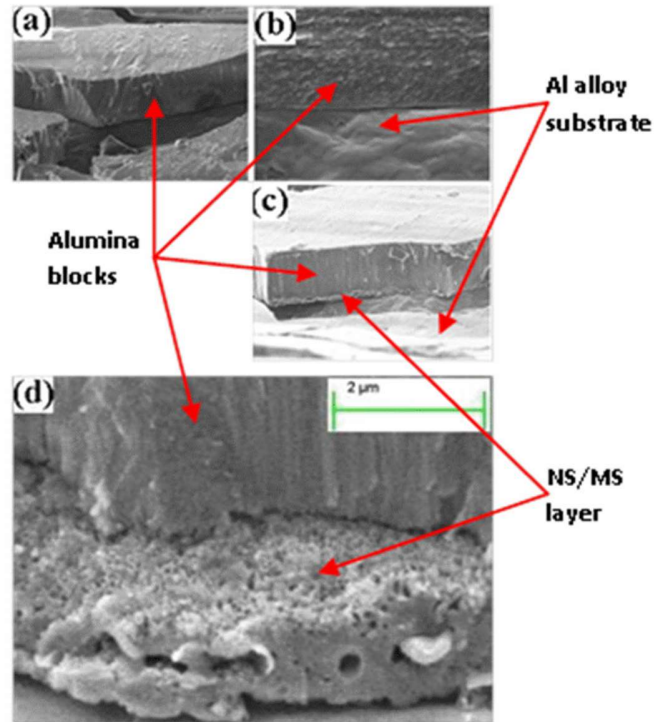 (a)
(b)
Al alloy
substrate
(c)
Alumina
blocks
(d)
2 µm
NS/MS
layer